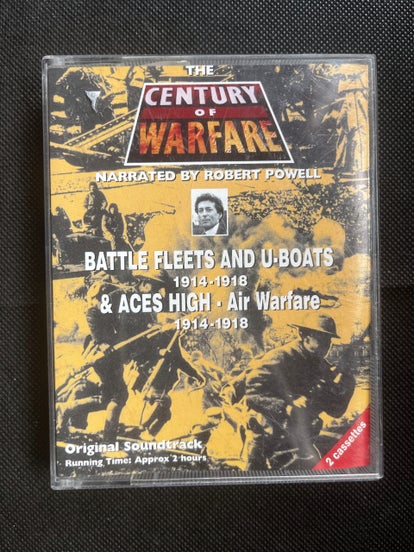 THE
CENTURY
OF
WARFARE
NARRATED BY ROBERT POWELL
BATTLE FLEETS AND U-BOATS
1914-1918
& ACES HIGH - Air Warfare
1914-1918
Original Soundtrack
Running Time: Approx 2 hours
2 cassettes